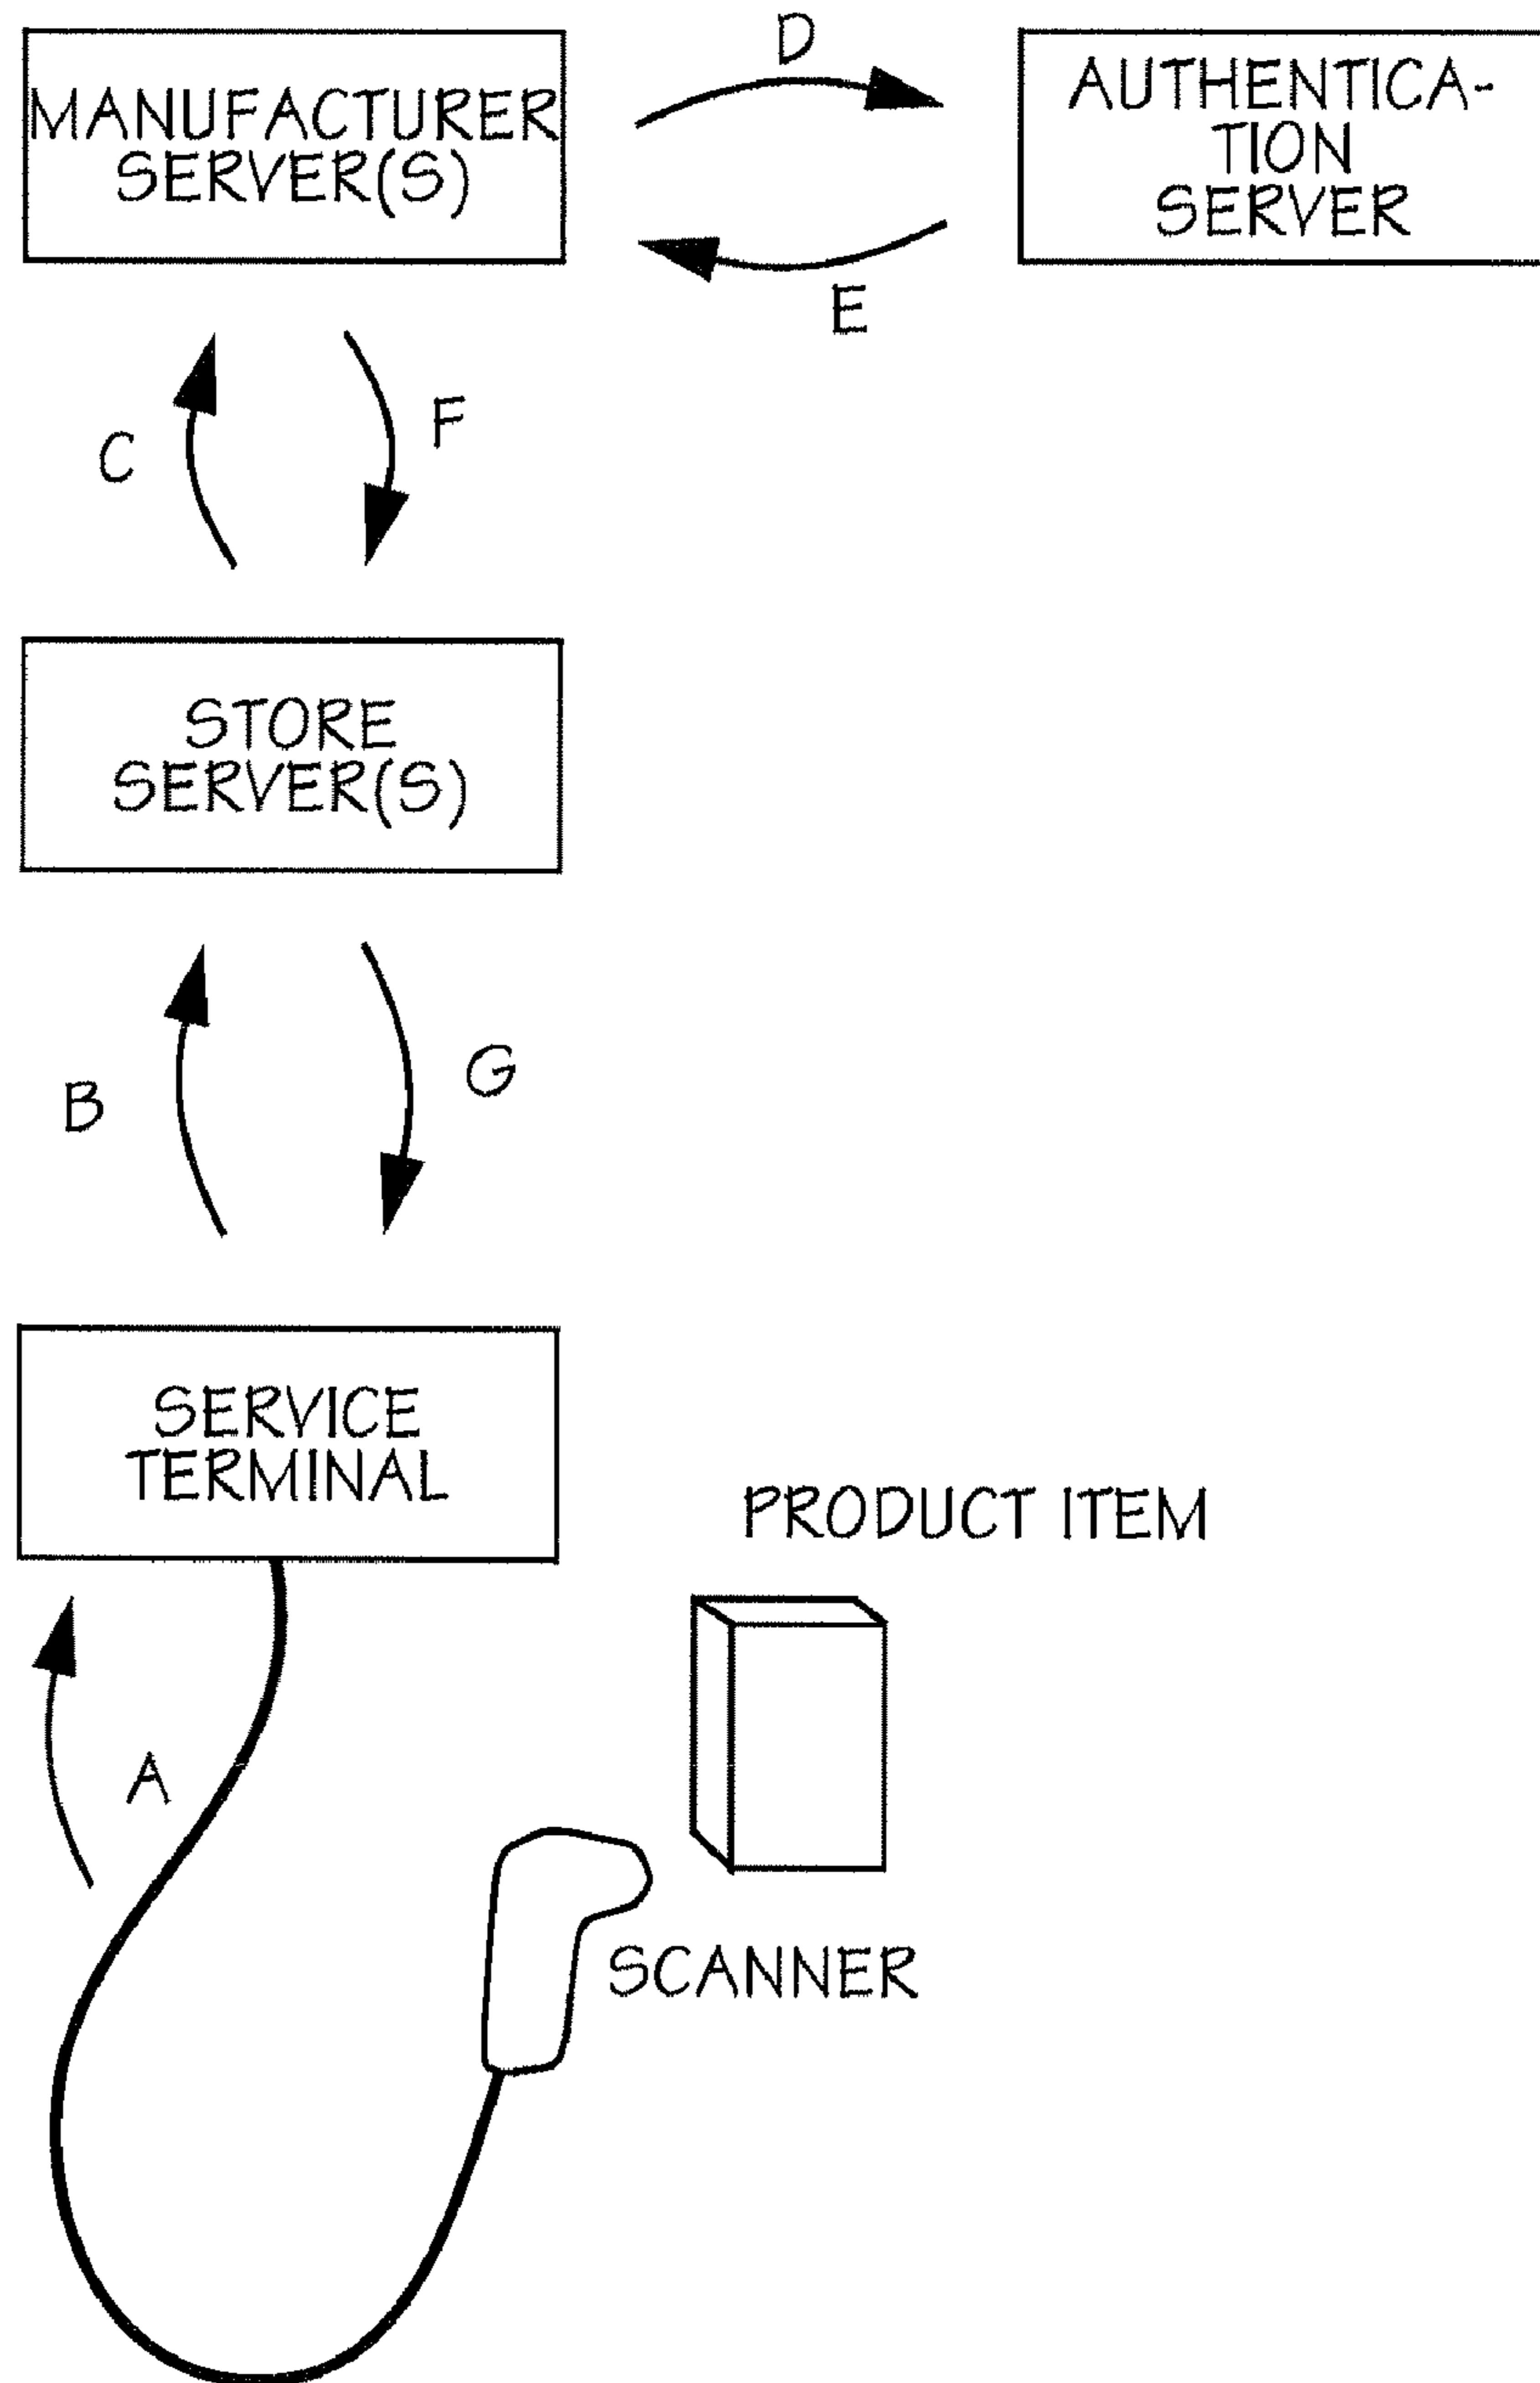 D
MANUFACTURER
SERVER(S)
AUTHENTICA-
TION
SERVER
E
C
F
STORE
SERVER(S)
B
G
SERVICE
TERMINAL
PRODUCT ITEM
A
SCANNER